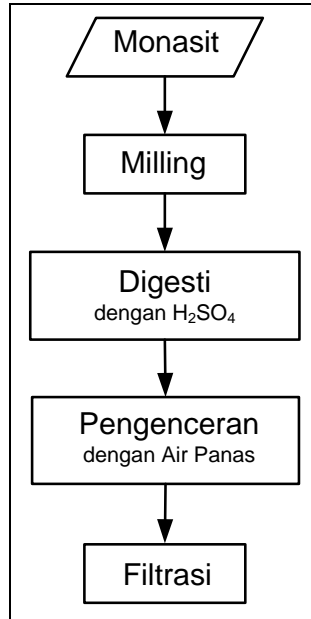 Monasit
Milling
Digesti
dengan H₂SO₄
Pengenceran
dengan Air Panas
Filtrasi